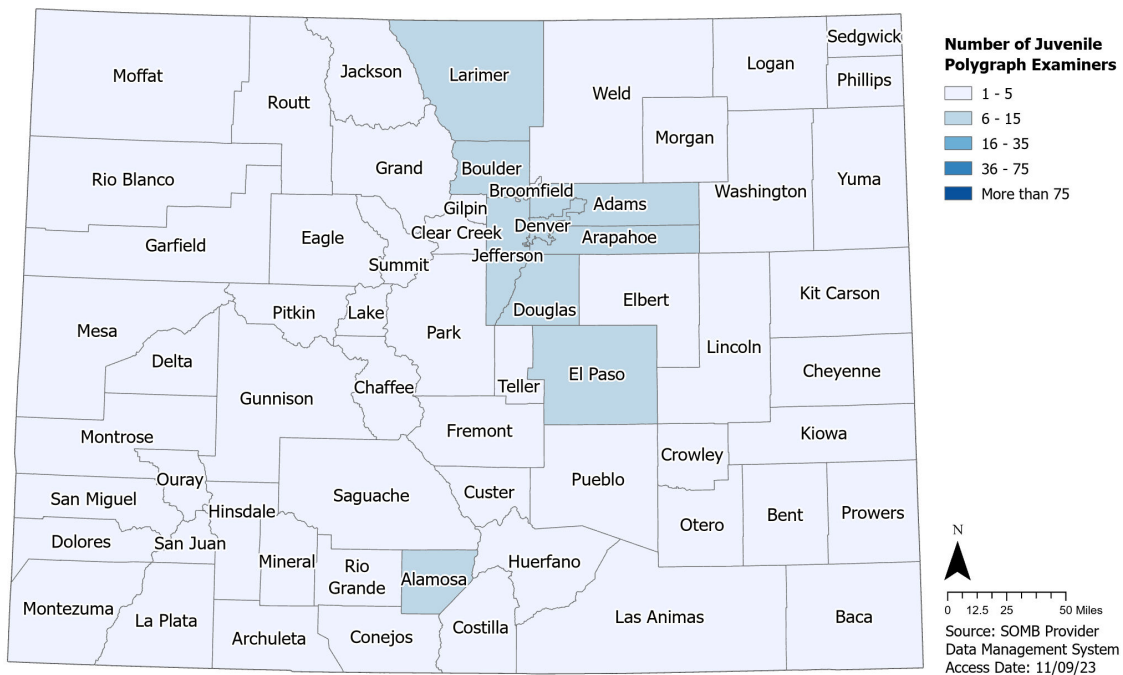 Sedgwick
Moffat
Jackson
Larimer
Logan
Phillips
Routt
Weld
Morgan
Grand
Boulder
Rio Blanco
Washington
Yuma
Broomfield
Adams
Gilpin
Denver
Clear Creek
Arapahoe
Garfield
Eagle
Jefferson
Summit
Kit Carson
Elbert
Pitkin
Lake
Douglas
Mesa
Park
Lincoln
Delta
Cheyenne
El Paso
Chaffee
Teller
Gunnison
Fremont
Kiowa
Montrose
Crowley
Ouray
Pueblo
San Miguel
Saguache
Custer
Hinsdale
Bent
Prowers
Otero
Dolores
San Juan
Mineral
Rio
Grande
Alamosa
Huerfano
Montezuma
La Plata
Las Animas
Baca
Archuleta
Conejos
Costilla
Number of Juvenile
Polygraph Examiners
1 - 5
6 - 15
16 - 35
36 - 75
More than 75
N
0 12.5 25 50 Miles
Source: SOMB Provider
Data Management System
Access Date: 11/09/23